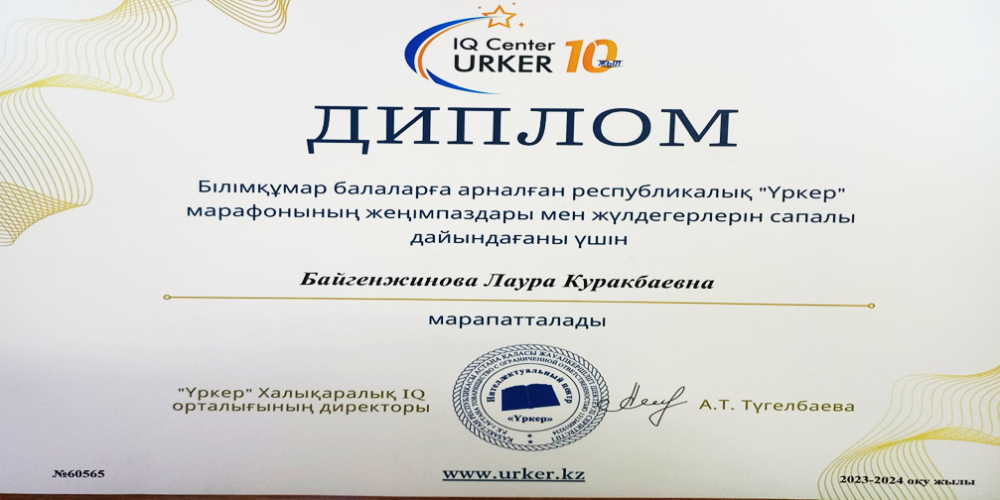 IQ Center
URKER 10 жыл
ДИПЛОМ
Білімқұмар балаларға арналған республикалық "Үркер"
марафонының жеңімпаздары мен жүлдегерлерін сапалы
дайындағаны үшін
Байгенжинова Лаура Куракбаевна
марапатталады
"Үркер" Халықаралық IQ
орталығының директоры
Интеллектуальный центр
«Үркер»
А.Т. Түгелбаева
№60565
www.urker.kz
2023-2024 оқу жылы